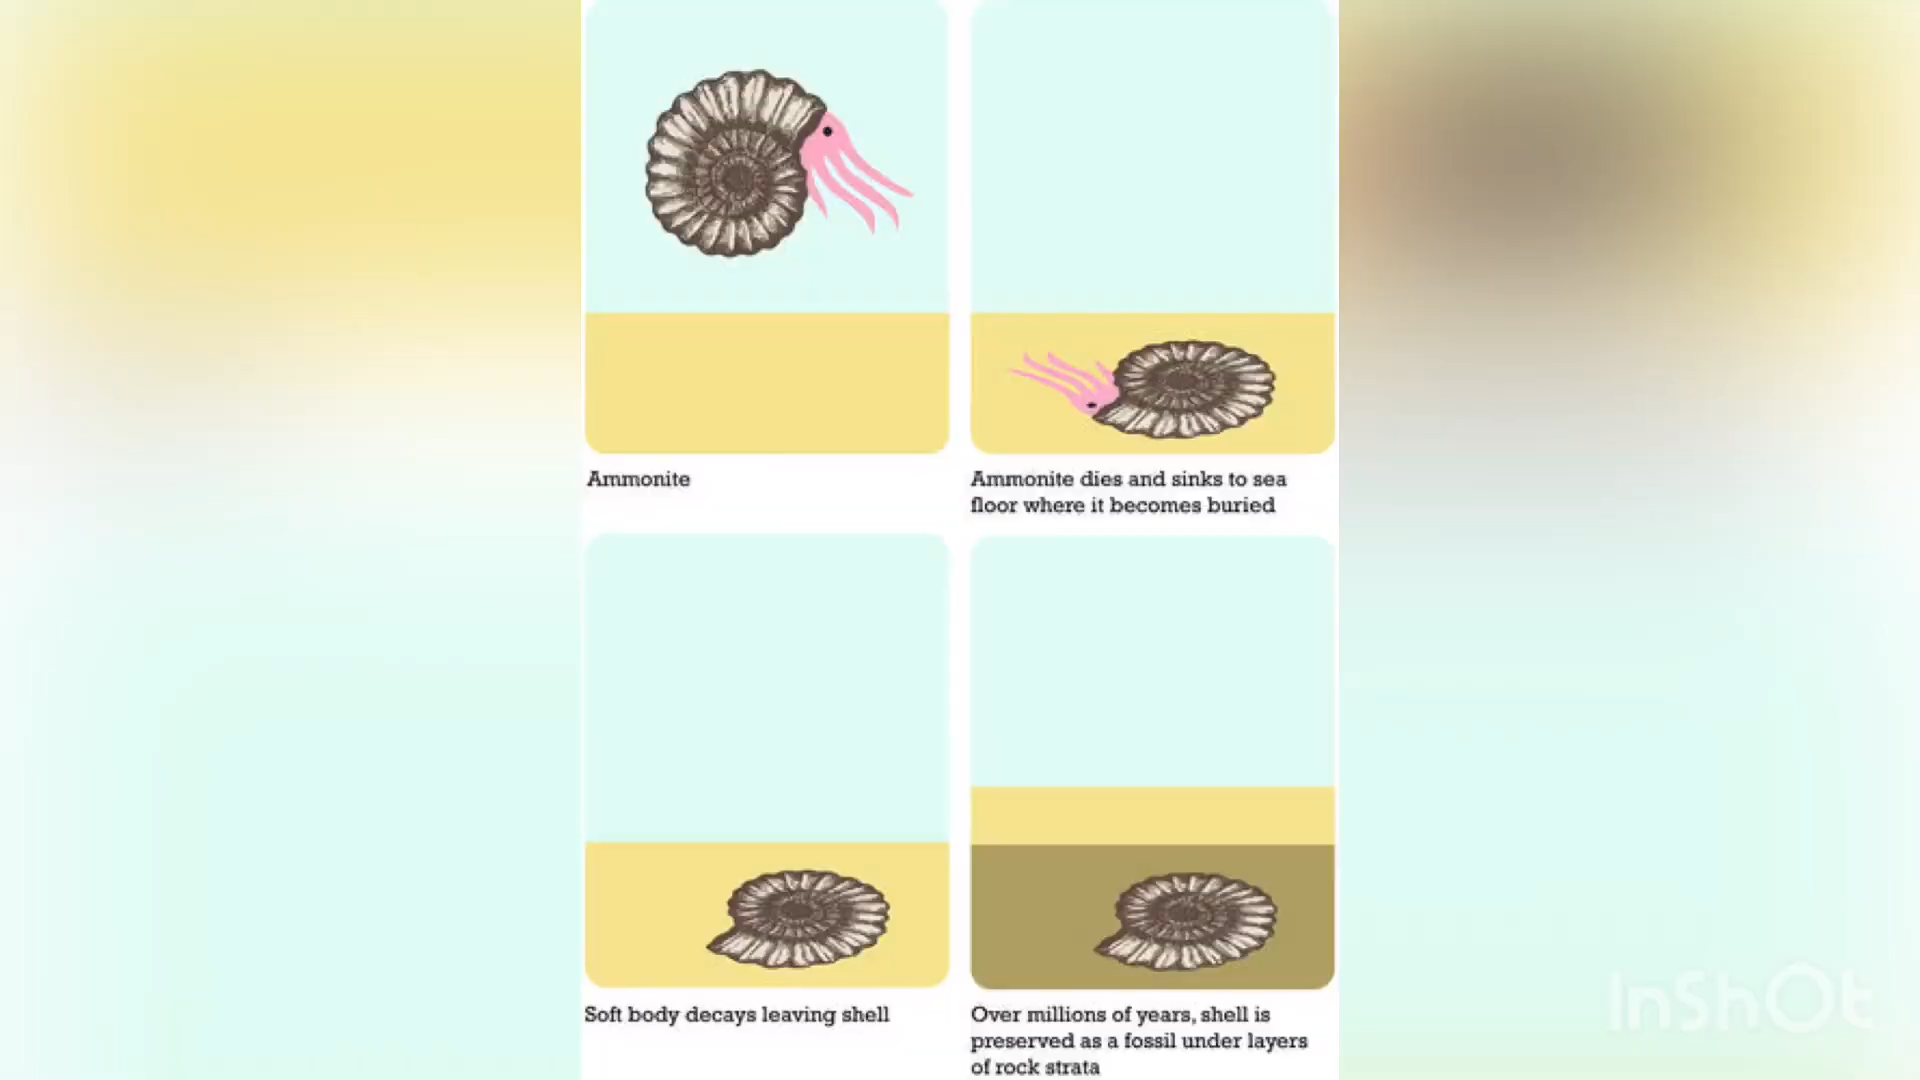 Ammonite
Ammonite dies and sinks to sea
floor where it becomes buried
Soft body decays leaving shell
Over millions of years, shell is
preserved as a fossil under layers
of rock strata
InShOt